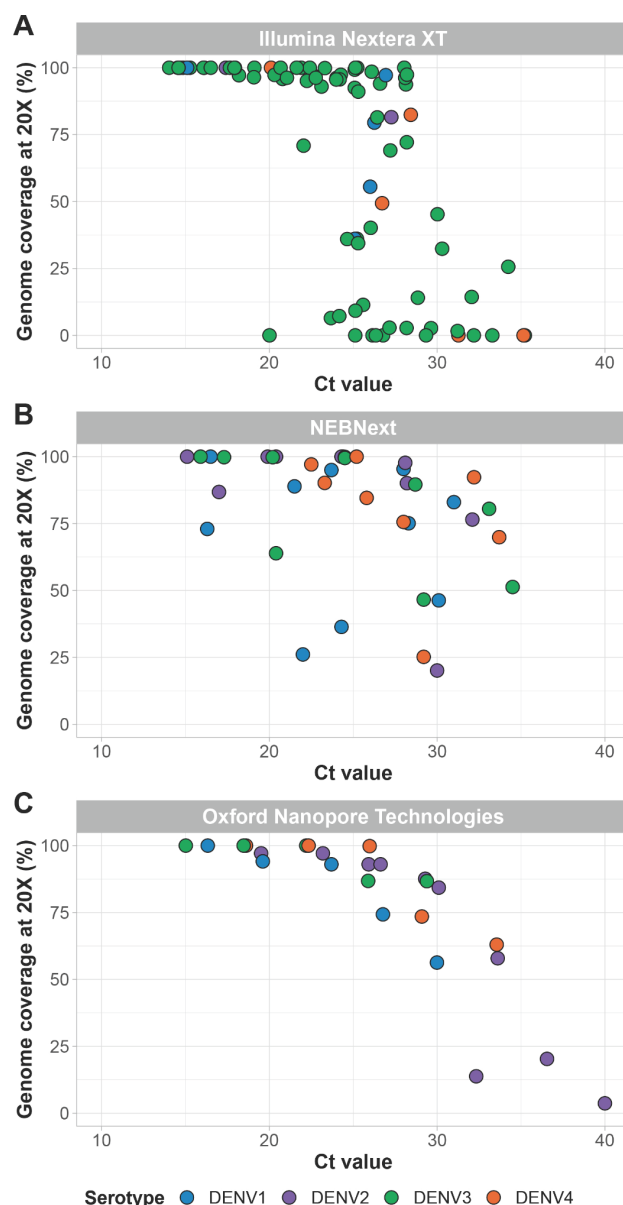 A
Illumina Nextera XT
Genome coverage at 20X (%)
100
75
50
25
0
10 20 30 40
Ct value
B
NEBNext
Genome coverage at 20X (%)
100
75
50
25
0
10 20 30 40
Ct value
C
Oxford Nanopore Technologies
Genome coverage at 20X (%)
100
75
50
25
0
10 20 30 40
Ct value
Serotype DENV1 DENV2 DENV3 DENV4